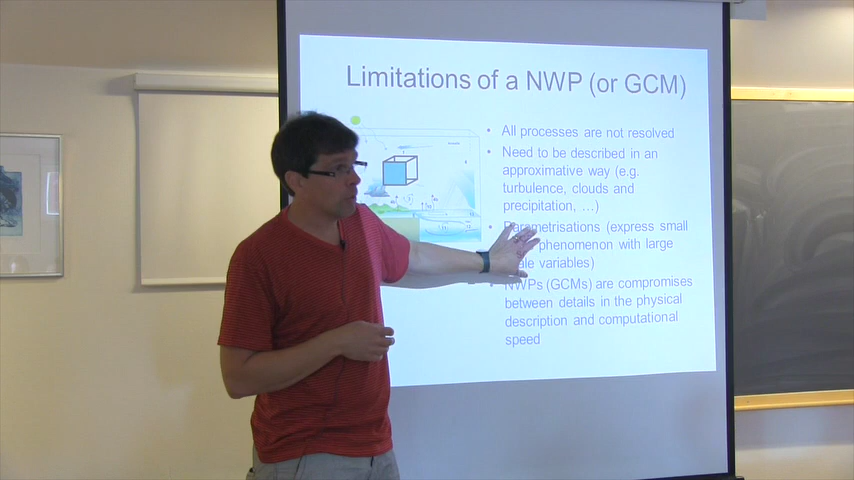 Limitations of a NWP (or GCM)
• All processes are not resolved
• Need to be described in an
approximative way (e.g.
turbulence, clouds and
precipitation, ...)
• Parametrisations (express small
phenomenon with large
variables)
• NWPs (GCMs) are compromises
between details in the physical
description and computational
speed